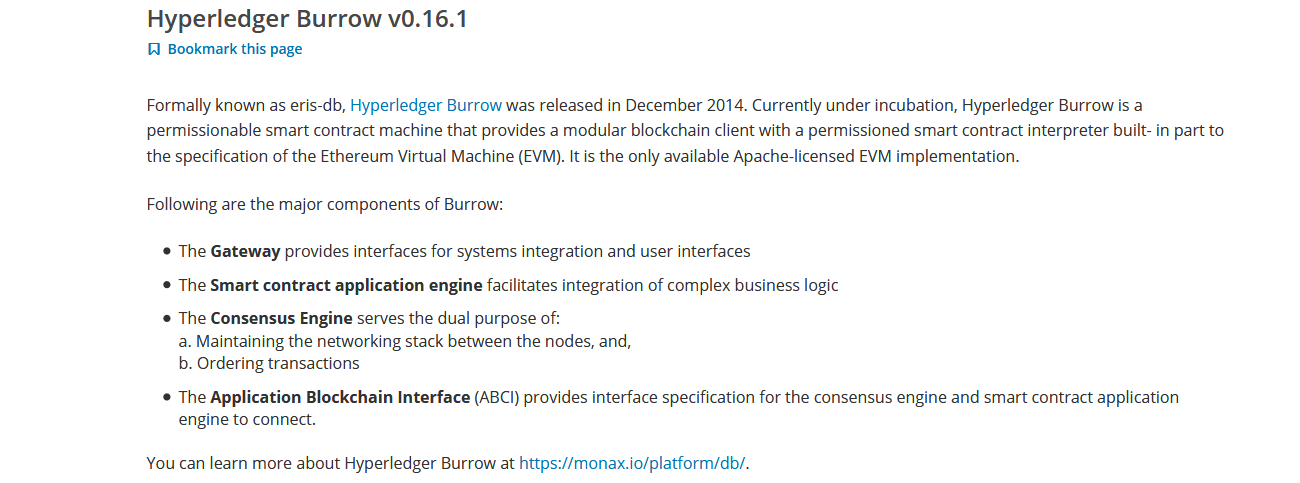 Hyperledger Burrow v0.16.1
Bookmark this page
Formally known as eris-db, Hyperledger Burrow was released in December 2014. Currently under incubation, Hyperledger Burrow is a
permissionable smart contract machine that provides a modular blockchain client with a permissioned smart contract interpreter built- in part to
the specification of the Ethereum Virtual Machine (EVM). It is the only available Apache-licensed EVM implementation.
Following are the major components of Burrow:
• The Gateway provides interfaces for systems integration and user interfaces
• The Smart contract application engine facilitates integration of complex business logic
• The Consensus Engine serves the dual purpose of:
a. Maintaining the networking stack between the nodes, and,
b. Ordering transactions
• The Application Blockchain Interface (ABCI) provides interface specification for the consensus engine and smart contract application
engine to connect.
You can learn more about Hyperledger Burrow at https://monax.io/platform/db/.